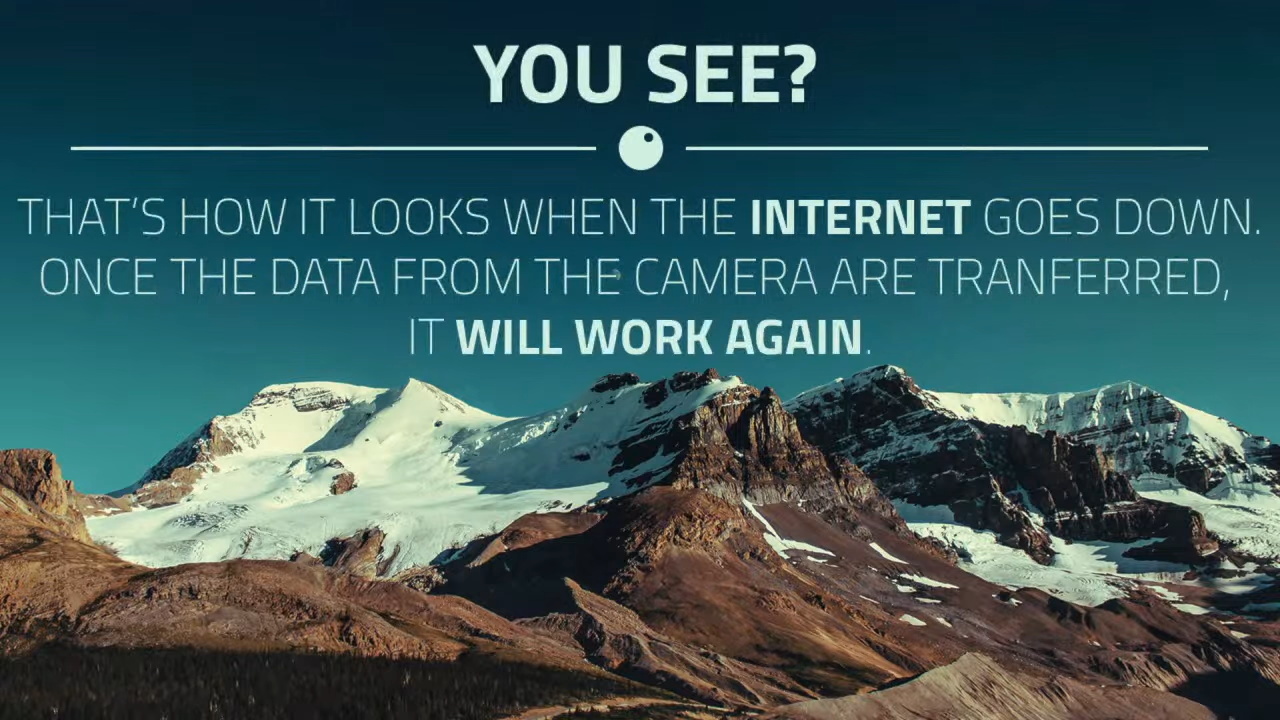 YOU SEE?
THAT'S HOW IT LOOKS WHEN THE INTERNET GOES DOWN.
ONCE THE DATA FROM THE CAMERA ARE TRANFERRED,
IT WILL WORK AGAIN.